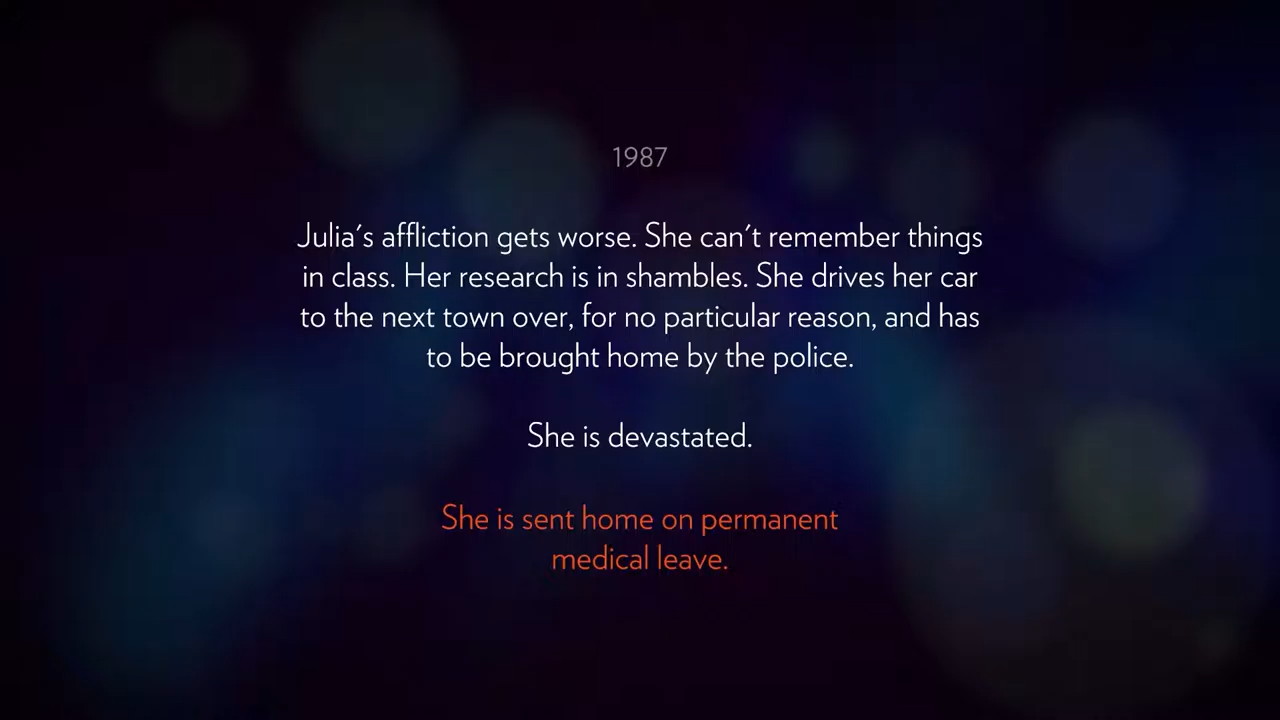 1987
Julia's affliction gets worse. She can't remember things
in class. Her research is in shambles. She drives her car
to the next town over, for no particular reason, and has
to be brought home by the police.
She is devastated.
She is sent home on permanent
medical leave.